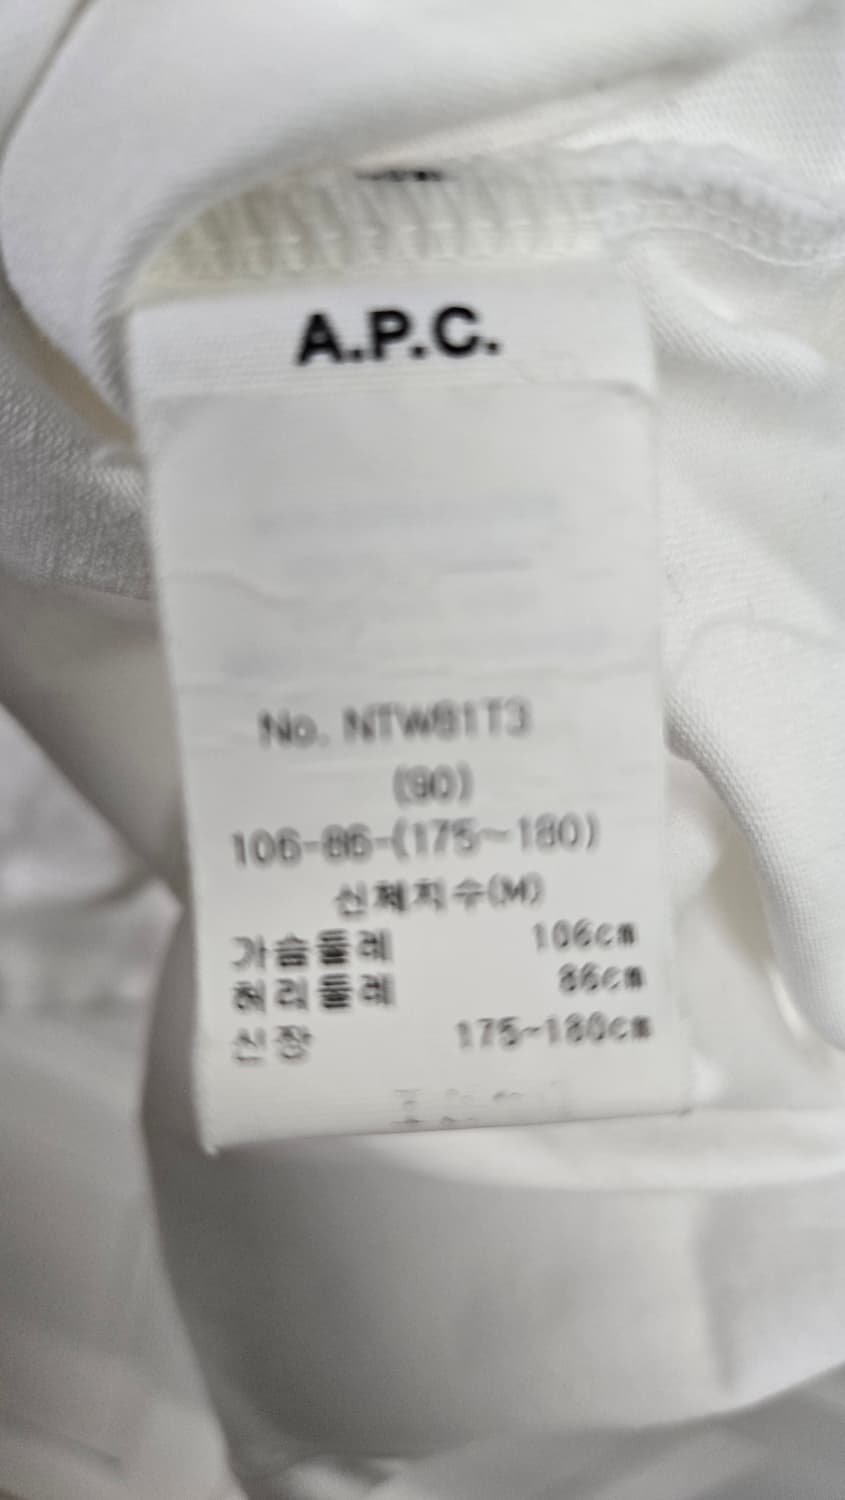 A.P.C.
No. NTW81T3
(90)
106-86-(175~180)
신체치수(M)
가슴둘레 106cm
허리둘레 86cm
신장 175~180cm